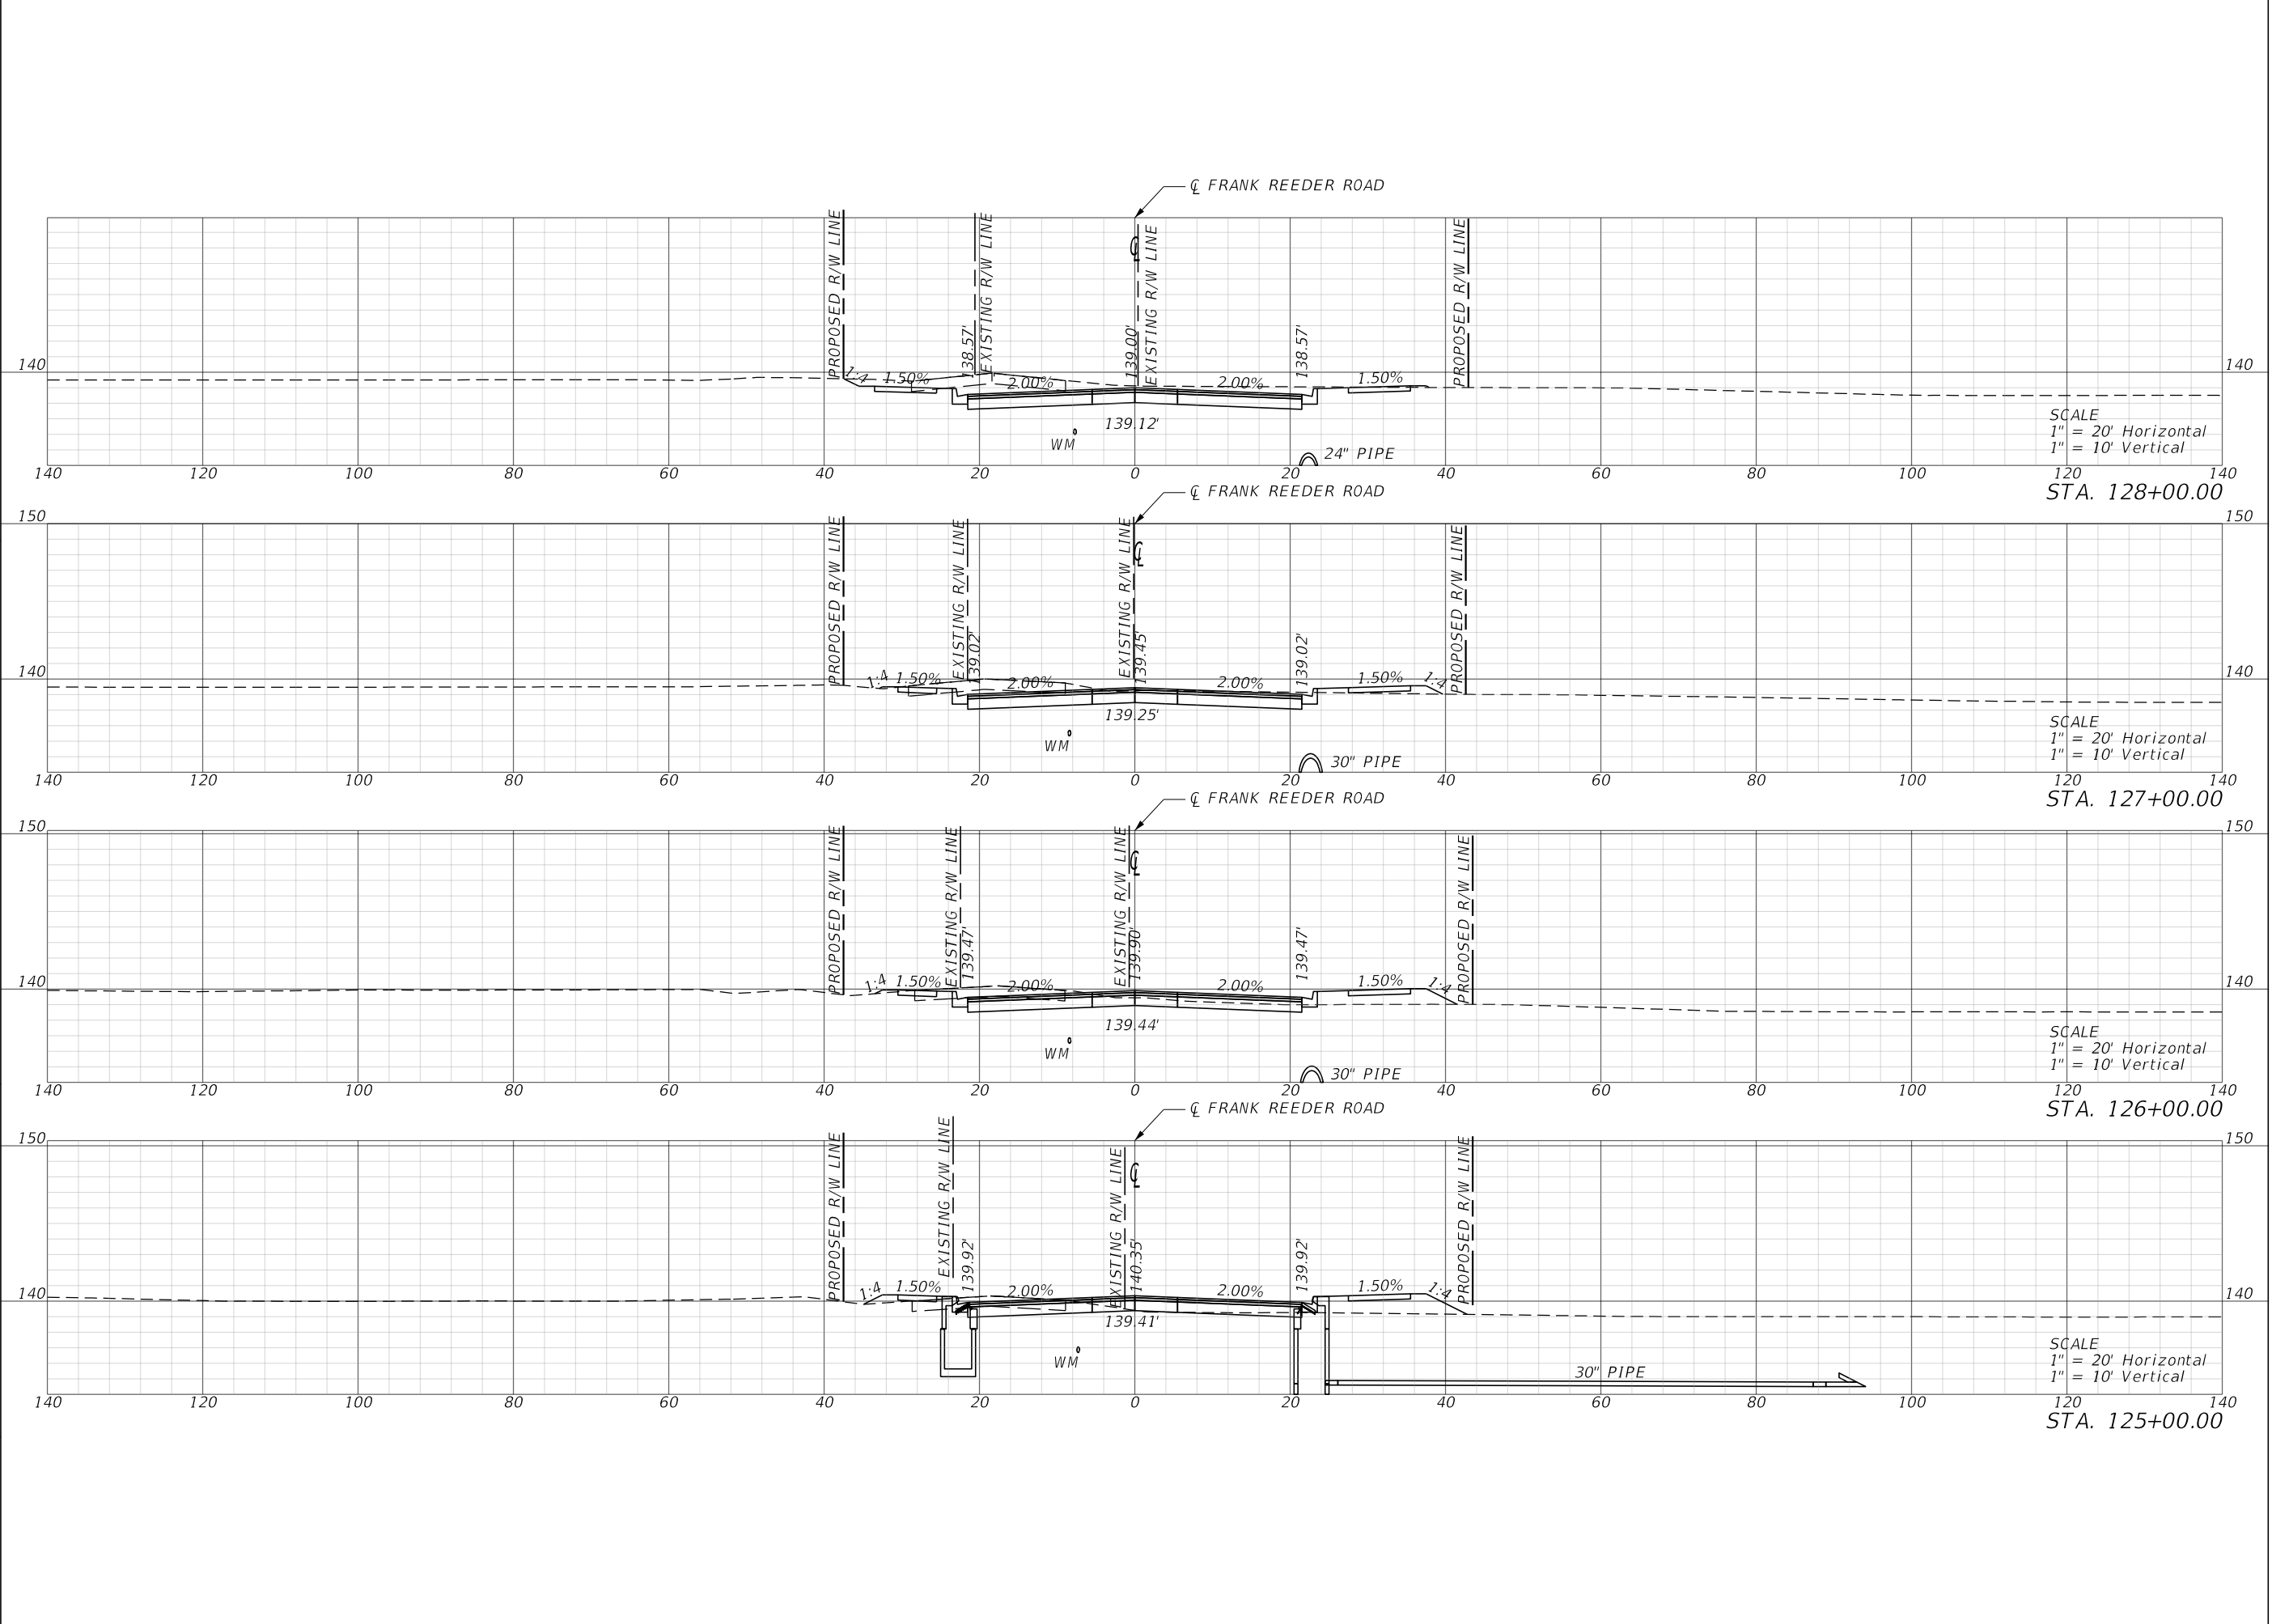 ℄ FRANK REEDER ROAD
PROPOSED R/W LINE
EXISTING R/W LINE
℄
EXISTING R/W LINE
PROPOSED R/W LINE
138.57'
139.00'
138.57'
140
140
1:4
1.50%
2.00%
2.00%
1.50%
139.12'
WM
24" PIPE
SCALE
1" = 20' Horizontal
1" = 10' Vertical
140 120 100 80 60 40 20 0 20 40 60 80 100 120 140
STA. 128+00.00
℄ FRANK REEDER ROAD
150
150
PROPOSED R/W LINE
EXISTING R/W LINE
EXISTING R/W LINE
℄
PROPOSED R/W LINE
139.02'
139.45'
139.02'
140
140
1:4
1.50%
2.00%
2.00%
1.50%
1:4
139.25'
WM
30" PIPE
SCALE
1" = 20' Horizontal
1" = 10' Vertical
140 120 100 80 60 40 20 0 20 40 60 80 100 120 140
STA. 127+00.00
℄ FRANK REEDER ROAD
150
150
PROPOSED R/W LINE
EXISTING R/W LINE
EXISTING R/W LINE
℄
PROPOSED R/W LINE
139.47'
139.90'
139.47'
140
140
1:4
1.50%
2.00%
2.00%
1.50%
1:4
139.44'
WM
30" PIPE
SCALE
1" = 20' Horizontal
1" = 10' Vertical
140 120 100 80 60 40 20 0 20 40 60 80 100 120 140
STA. 126+00.00
℄ FRANK REEDER ROAD
150
150
PROPOSED R/W LINE
EXISTING R/W LINE
EXISTING R/W LINE
℄
PROPOSED R/W LINE
139.92'
140.35'
139.92'
140
140
1:4
1.50%
2.00%
2.00%
1.50%
1:4
139.41'
WM
30" PIPE
SCALE
1" = 20' Horizontal
1" = 10' Vertical
140 120 100 80 60 40 20 0 20 40 60 80 100 120 140
STA. 125+00.00